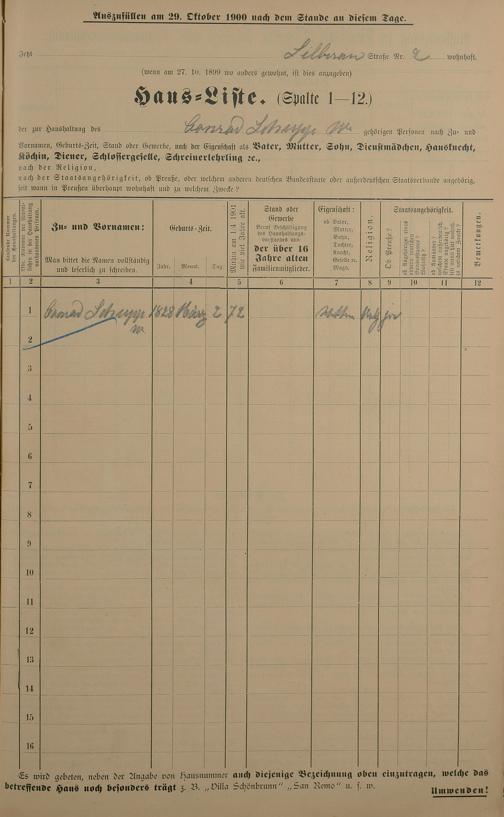 Auszufüllen am 29. Oktober 1900 nach dem Stande an diesem Tage.
Jetzt Straße Nr. 2 wohnhaft.
(wenn am 27. 10. 1899 wo anders gewohnt, ist dies anzugeben)
Haus-Liste. (Spalte 1—12.)
der zur Haushaltung des Conrad Schupp W. gehörigen Personen nach Zu- und
Vornamen, Geburts-Zeit, Stand oder Gewerbe, nach der Eigenschaft als Vater, Mutter, Sohn, Dienstmädchen, Hausknecht,
Köchin, Diener, Schlossergeselle, Schreinerlehrling 2c.,
nach der Religion,
nach der Staatsangehörigkeit, ob Preuße, oder welchem anderen deutschen Bundesstaate oder außerdeutschen Staatsverbande angehörig,
seit wann in Preußen überhaupt wohnhaft und zu welchem Zwecke?
Zu- und Vornamen:
Man bittet die Namen vollständig
und leserlich zu schreiben.
Geburts-Zeit.
Jahr. Monat. Tag.
Stand oder
Gewerbe
der über 16
Jahre alten
Familienmitglieder.
Eigenschaft:
ob Vater,
Mutter,
Sohn,
Tochter,
Knecht,
Geselle
Magd.
Religion.
Staatsangehörigkeit.
Ob Preuße?
Bemerkungen.
1 2 3 4 5 6 7 8 9 10 11 12
1 Conrad Schupp 1828 März 2 72
W.
2
3
4
5
6
7
8
9
10
11
12
13
14
15
16
Es wird gebeten, neben der Angabe von Hausnummer auch diejenige Bezeichnung oben einzutragen, welche das
betreffende Haus noch besonders trägt z. B. „Villa Schönbrunn" „San Remo" u. s. w.
Umwenden!